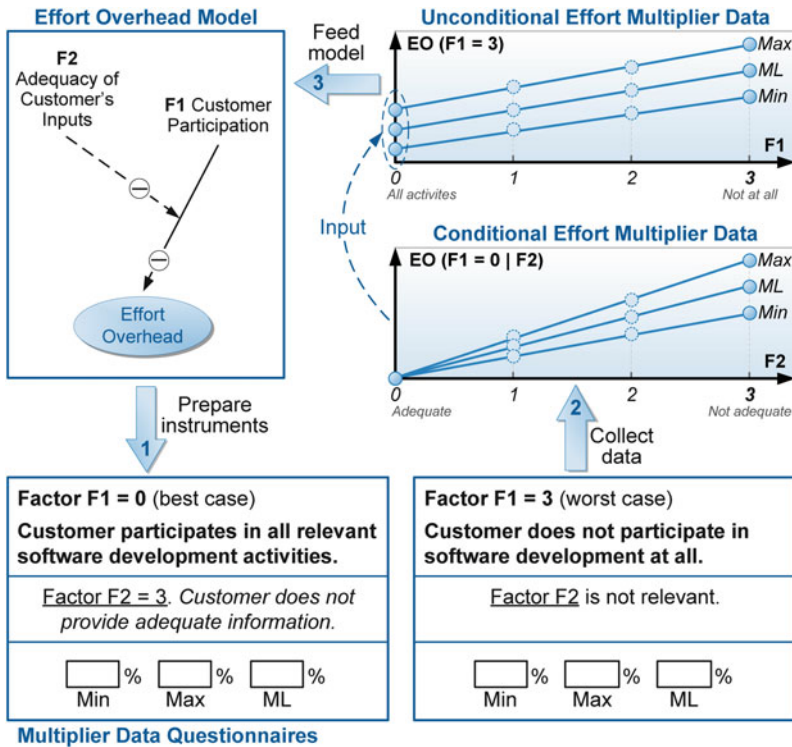 Effort Overhead Model
F2
Adequacy of
Customer's
Inputs
F1 Customer
Participation
Effort
Overhead
Feed
model
3
Unconditional Effort Multiplier Data
EO (F1 = 3)
Max
ML
Min
F1
0
1
2
3
All activites
Not at all
Input
Conditional Effort Multiplier Data
EO (F1 = 0 | F2)
Max
ML
Min
F2
0
1
2
3
Adequate
Not adequate
1
Prepare
instruments
2
Collect
data
Factor F1 = 0 (best case)
Customer participates in all relevant
software development activities.
Factor F2 = 3. Customer does not
provide adequate information.
% % %
Min Max ML
Factor F1 = 3 (worst case)
Customer does not participate in
software development at all.
Factor F2 is not relevant.
% % %
Min Max ML
Multiplier Data Questionnaires